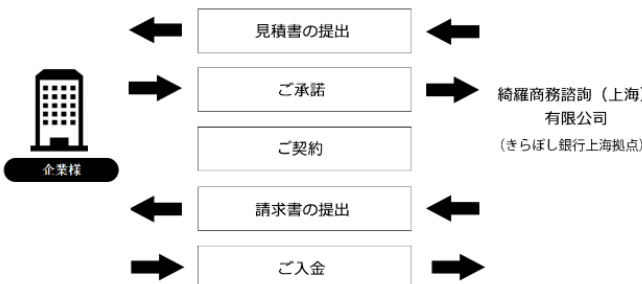 見積書の提出
ご承諾
ご契約
請求書の提出
ご入金
企業様
綺羅商務諮詢（上海）
有限公司
（きらぼし銀行上海拠点）